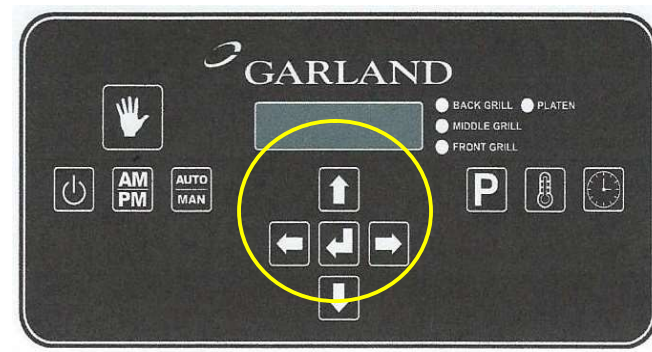 GARLAND
BACK GRILL PLATEN
MIDDLE GRILL
FRONT GRILL
AM
PM
AUTO
MAN
P